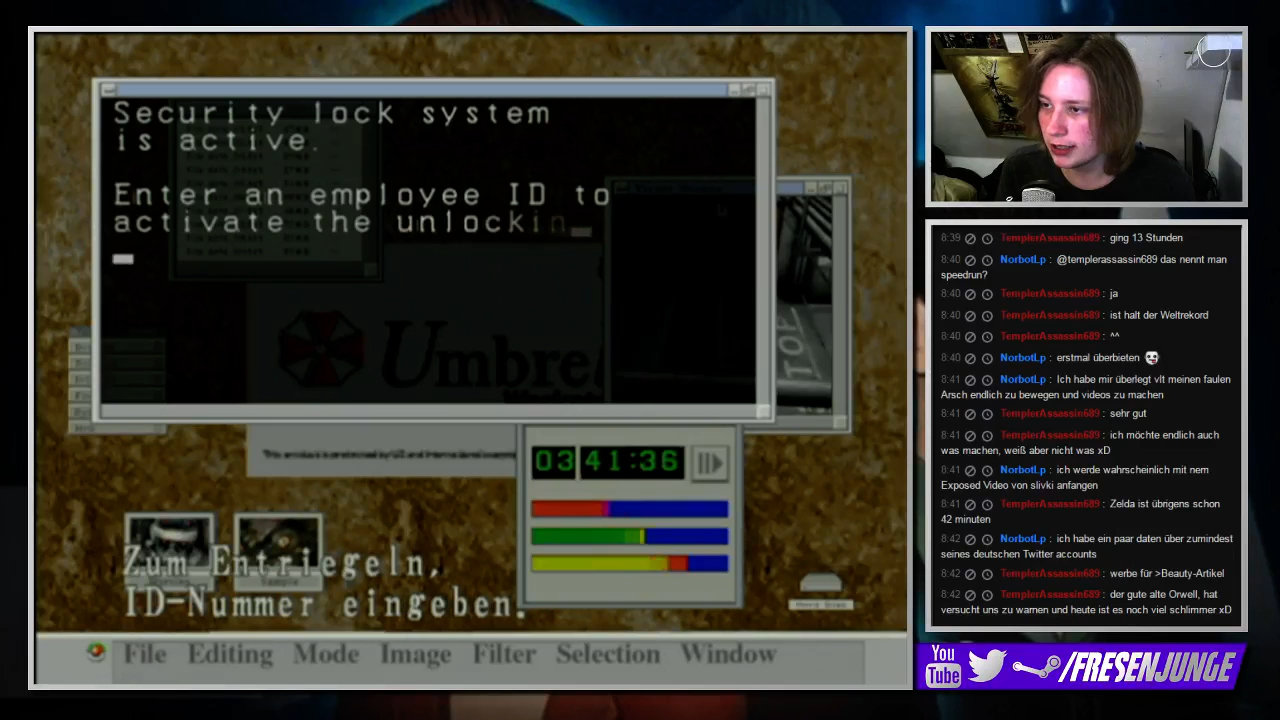 Security lock system
is active.
Enter an employee ID to
activate the unlockin
Umbre
03 41:36
Zum Entriegeln,
ID-Nummer eingeben.
File Editing Mode Image Filter Selection Window
8:39 TemplerAssassin689 : ging 13 Stunden
8:40 NorbotLp : @templerassassin689 das nennt man
speedrun?
8:40 TemplerAssassin689 : ja
8:40 TemplerAssassin689 : ist halt der Weltrekord
8:40 TemplerAssassin689 : ^^
8:40 NorbotLp : erstmal überbieten
8:41 NorbotLp : Ich habe mir überlegt vlt meinen faulen
Arsch endlich zu bewegen und videos zu machen
8:41 TemplerAssassin689 : sehr gut
8:41 TemplerAssassin689 : ich möchte endlich auch
was machen, weiß aber nicht was xD
8:41 NorbotLp : ich werde wahrscheinlich mit nem
Exposed Video von slivki anfangen
8:41 TemplerAssassin689 : Zelda ist übrigens schon
42 minuten
8:42 NorbotLp : ich habe ein paar daten über zumindest
seines deutschen Twitter accounts
8:42 TemplerAssassin689 : werbe für >Beauty-Artikel
8:42 TemplerAssassin689 : der gute alte Orwell, hat
versucht uns zu warnen und heute ist es noch viel schlimmer xD
You
Tube
/FRESENJUNGE